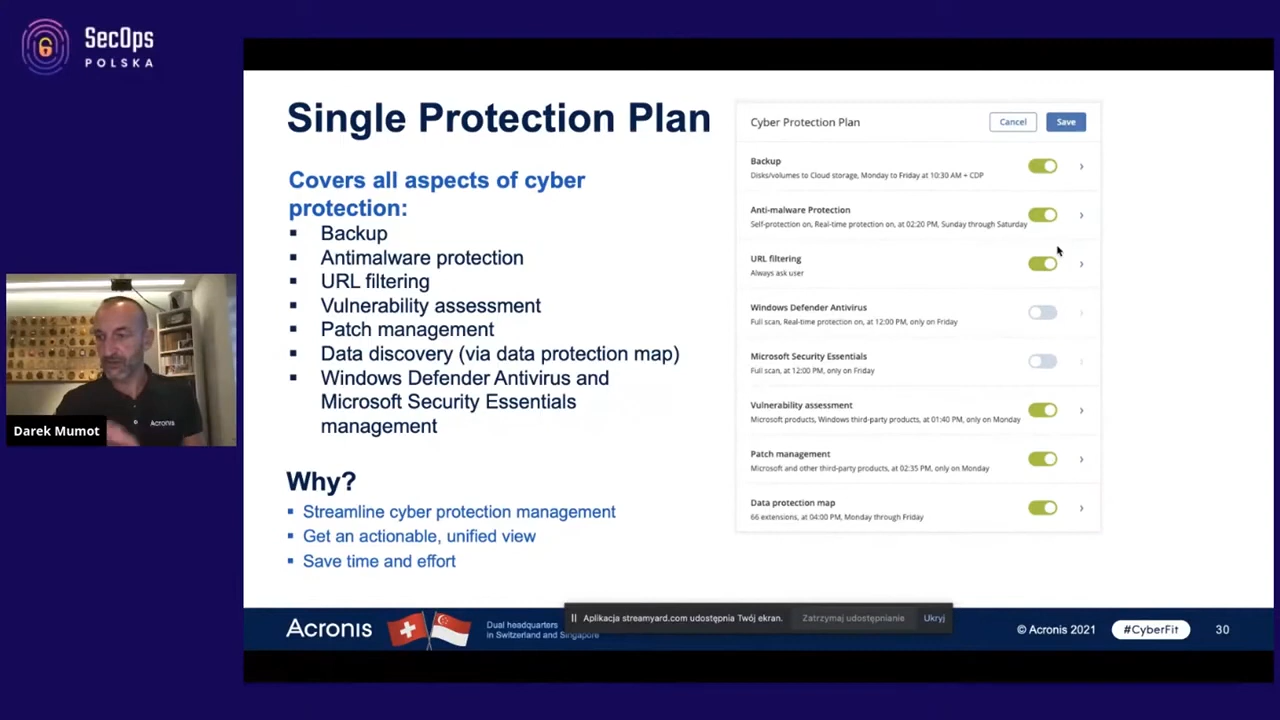 SecOps
POLSKA
Single Protection Plan
Covers all aspects of cyber
protection:
▪ Backup
▪ Antimalware protection
▪ URL filtering
▪ Vulnerability assessment
▪ Patch management
▪ Data discovery (via data protection map)
▪ Windows Defender Antivirus and
Microsoft Security Essentials
management
Why?
▪ Streamline cyber protection management
▪ Get an actionable, unified view
▪ Save time and effort
Cyber Protection Plan
Cancel
Save
Backup
Disks/volumes to Cloud storage, Monday to Friday at 10:30 AM + CDP
Anti-malware Protection
Self-protection on, Real-time protection on, at 02:20 PM, Sunday through Saturday
URL filtering
Always ask user
Windows Defender Antivirus
Full scan, Real-time protection on, at 12:00 PM, only on Friday
Microsoft Security Essentials
Full scan, at 12:00 PM, only on Friday
Vulnerability assessment
Microsoft products, Windows third-party products, at 01:40 PM, only on Monday
Patch management
Microsoft and other third-party products, at 02:35 PM, only on Monday
Data protection map
66 extensions, at 04:00 PM, Monday through Friday
Acronis
Darek Mumot
Acronis
Dual headquarters
in Switzerland and Singapore
Aplikacja streamyard.com udostępnia Twój ekran.
Zatrzymaj udostępnianie
Ukryj
© Acronis 2021
#CyberFit
30